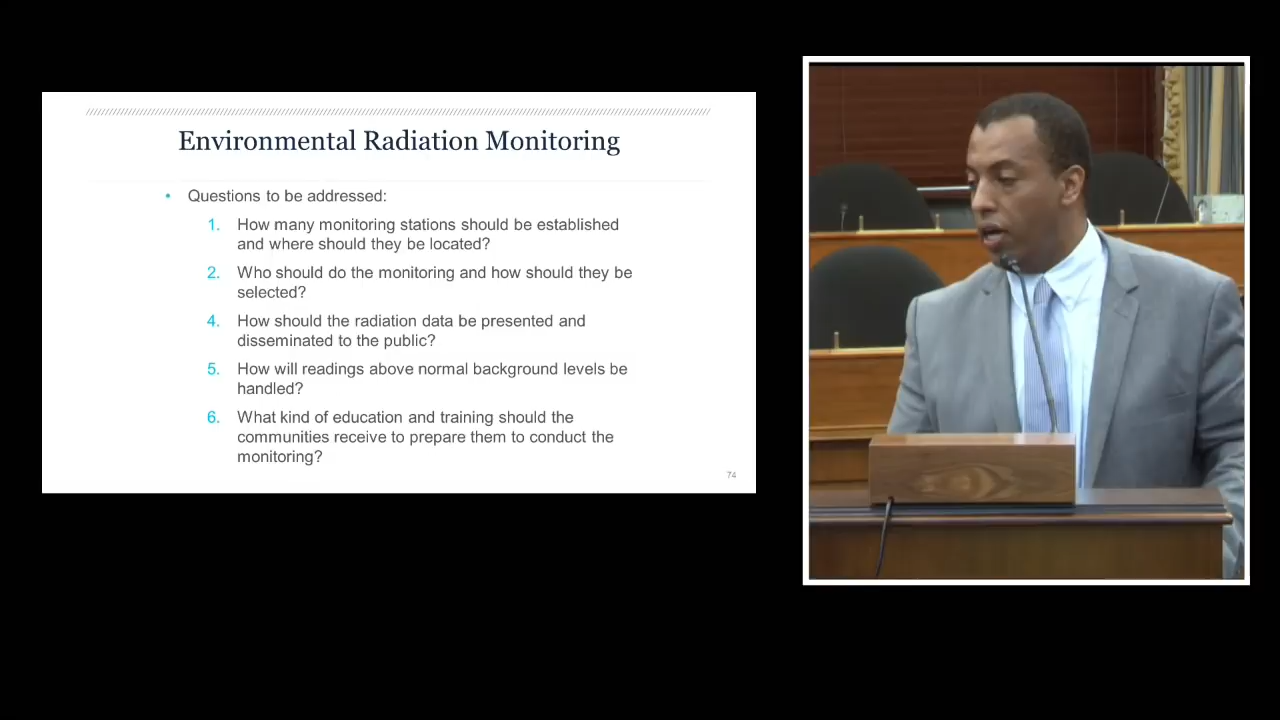 Environmental Radiation Monitoring
• Questions to be addressed:
1. How many monitoring stations should be established
and where should they be located?
2. Who should do the monitoring and how should they be
selected?
4. How should the radiation data be presented and
disseminated to the public?
5. How will readings above normal background levels be
handled?
6. What kind of education and training should the
communities receive to prepare them to conduct the
monitoring?
74